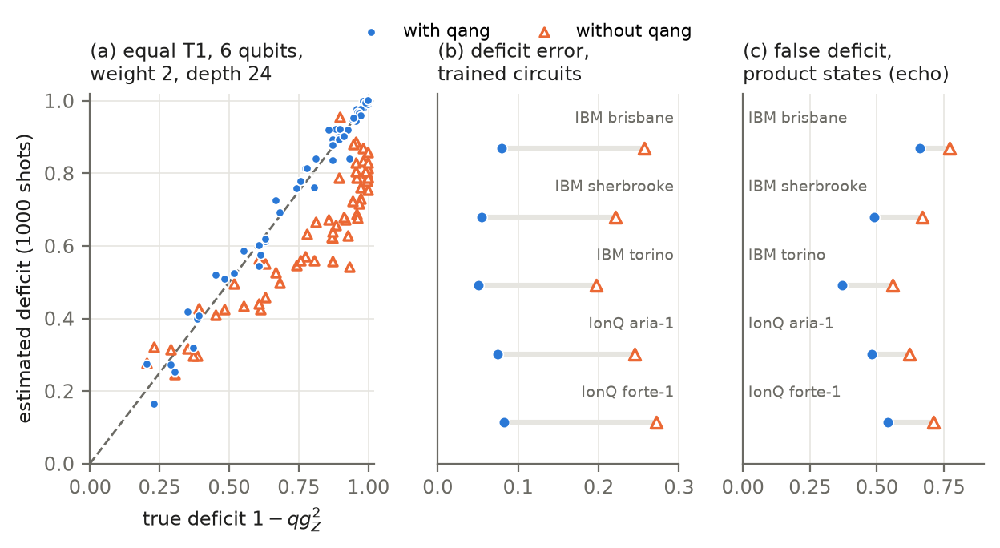 with qang
without qang
(a) equal T1, 6 qubits,
weight 2, depth 24
(b) deficit error,
trained circuits
(c) false deficit,
product states (echo)
estimated deficit (1000 shots)
1.0
0.8
0.6
0.4
0.2
0.0
0.00 0.25 0.50 0.75 1.00
true deficit 1 − qg_Z^2
IBM brisbane
IBM sherbrooke
IBM torino
IonQ aria-1
IonQ forte-1
0.0 0.1 0.2 0.3
IBM brisbane
IBM sherbrooke
IBM torino
IonQ aria-1
IonQ forte-1
0.00 0.25 0.50 0.75